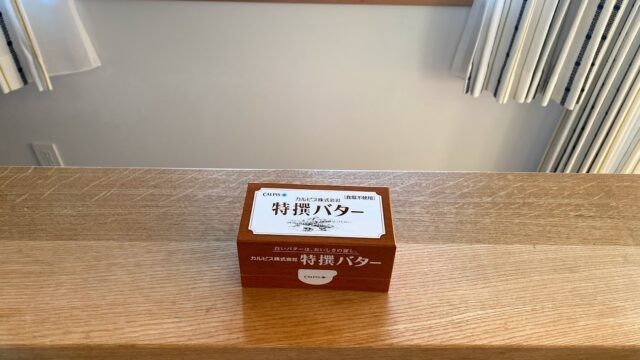 CALPIS
カルピス株式会社 [食塩不使用]
特撰バター
白いバターは、おいしさの証し。
カルピス株式会社 特撰バター
CALPIS